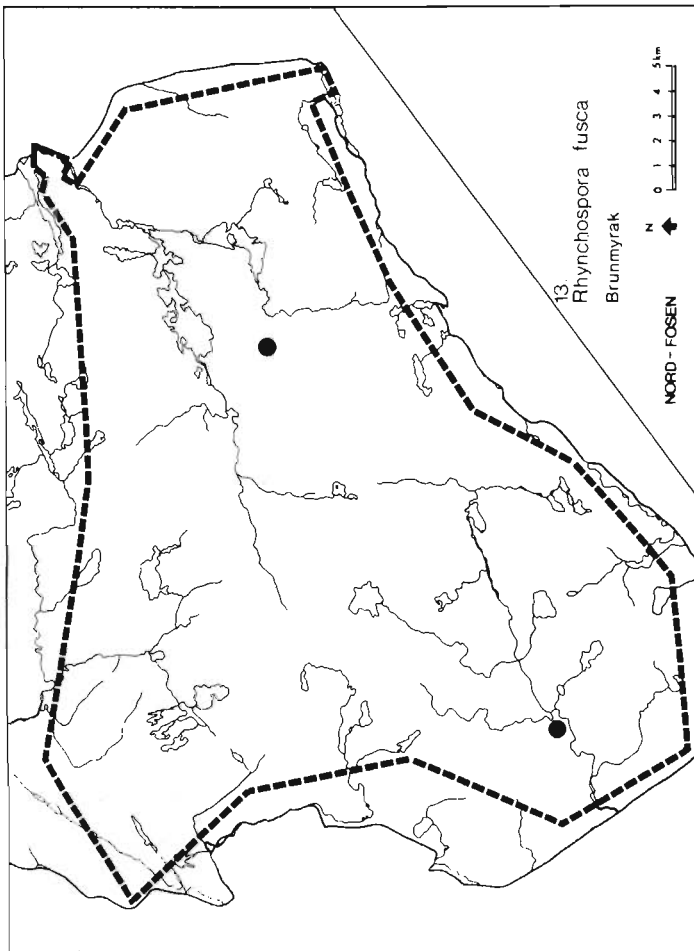 13.
Rhynchospora fusca
Brunmyrak
NORD - FOSEN
N
0 1 2 3 4 5 km